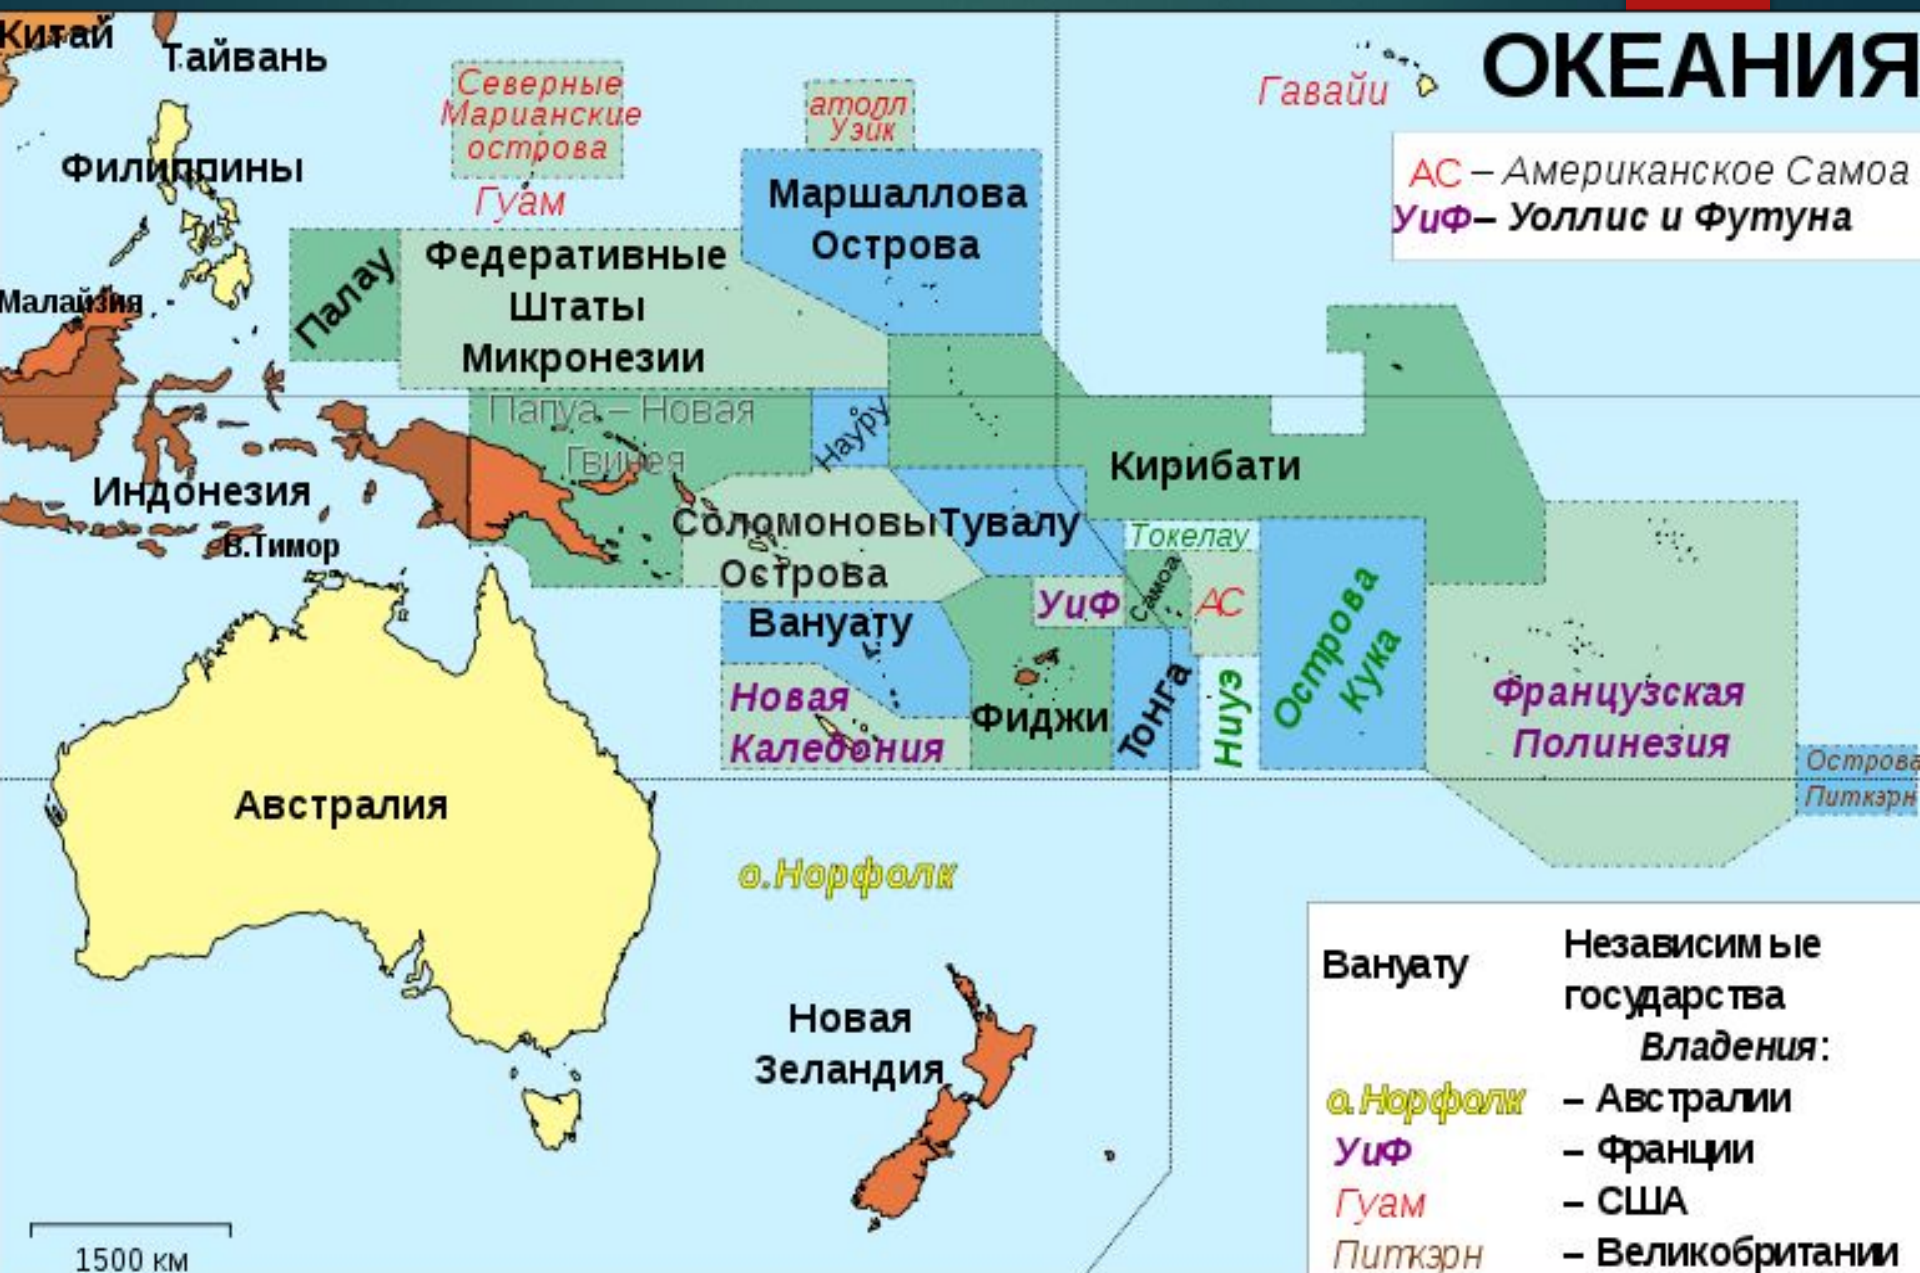 Китай
Тайвань
Северные
Марианские
острова
Гуам
атолл
Уэйк
Гавайи
ОКЕАНИЯ
АС – Американское Самоа
УиФ – Уоллис и Футуна
Филиппины
Малайзия
Палау
Федеративные
Штаты
Микронезии
Маршаллова
Острова
Папуа – Новая
Гвинея
Науру
Кирибати
Индонезия
В.Тимор
Соломоновы
Острова
Тувалу
Токелау
УиФ
Самоа
АС
Вануату
Новая
Каледония
Фиджи
Тонга
Ниуэ
Острова
Кука
Французская
Полинезия
Острова
Питкэрн
Австралия
о.Норфолк
Новая
Зеландия
1500 км
Вануату Независимые
государства
Владения:
о.Норфолк – Австралии
УиФ – Франции
Гуам – США
Питкэрн – Великобритании